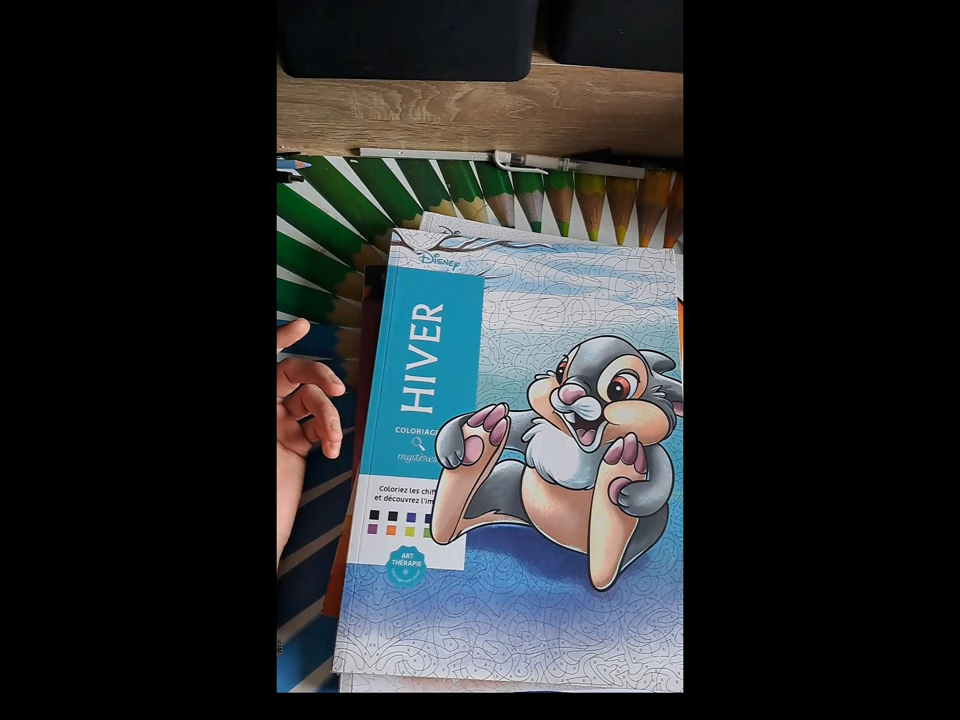 Disney
HIVER
COLORIAGE
mystère
Coloriez les chif
et découvrez l'im
ART
THÉRAPIE